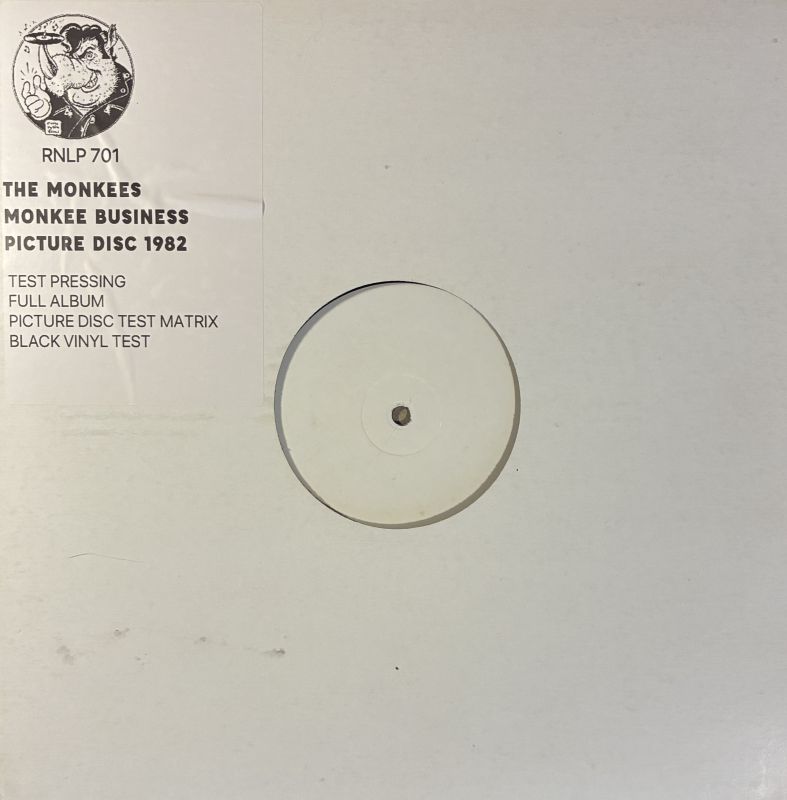 RNLP 701
THE MONKEES
MONKEE BUSINESS
PICTURE DISC 1982
TEST PRESSING
FULL ALBUM
PICTURE DISC TEST MATRIX
BLACK VINYL TEST